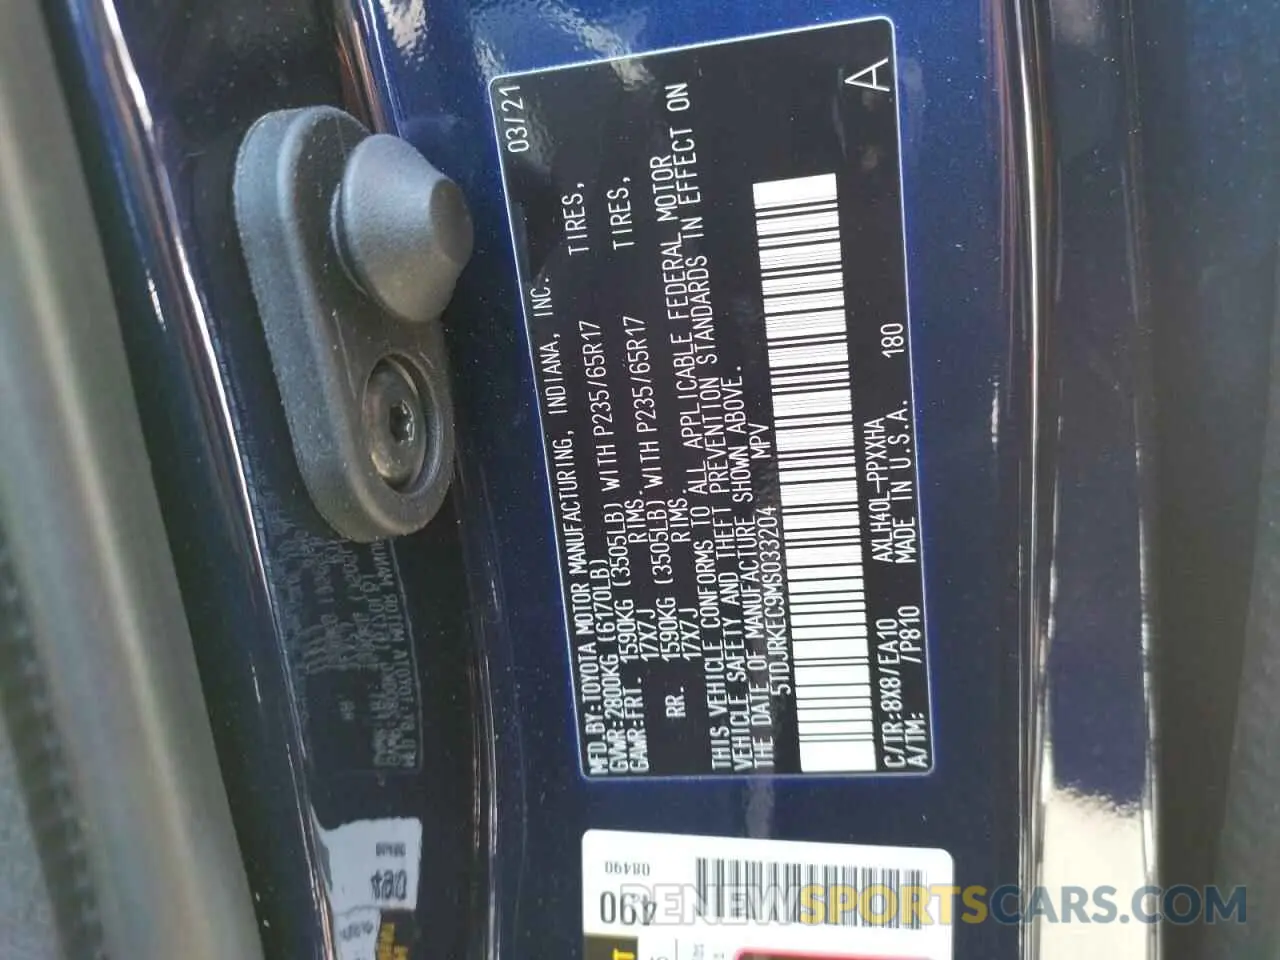 MFD.BY:TOYOTA MOTOR MANUFACTURING, INDIANA, INC. 03/21
GVWR:2800KG (6170LB)
GAWR:FRT. 1590KG (3505LB) WITH P235/65R17 TIRES,
17X7J RIMS.
RR. 1590KG (3505LB) WITH P235/65R17 TIRES,
17X7J RIMS.
THIS VEHICLE CONFORMS TO ALL APPLICABLE FEDERAL MOTOR
VEHICLE SAFETY AND THEFT PREVENTION STANDARDS IN EFFECT ON
THE DATE OF MANUFACTURE SHOWN ABOVE.
5TDJRKEC9MS033204 MPV
A
C/TR:8X8/EA10 AXLH40L-PPXXHA 180
A/TM: /P810 MADE IN U.S.A.
08490
490
RENEWSPORTSCARS.COM